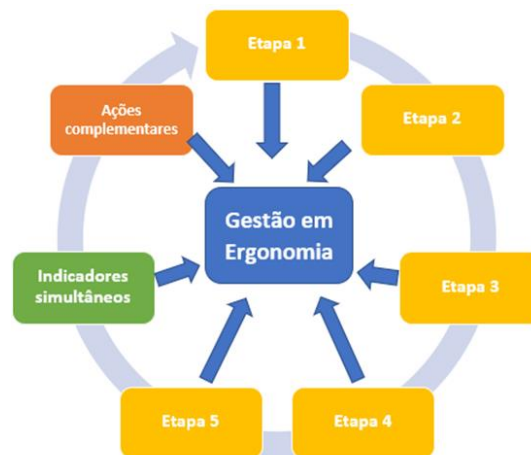 Etapa 1
Etapa 2
Etapa 3
Etapa 4
Etapa 5
Indicadores
simultâneos
Ações
complementares
Gestão em
Ergonomia